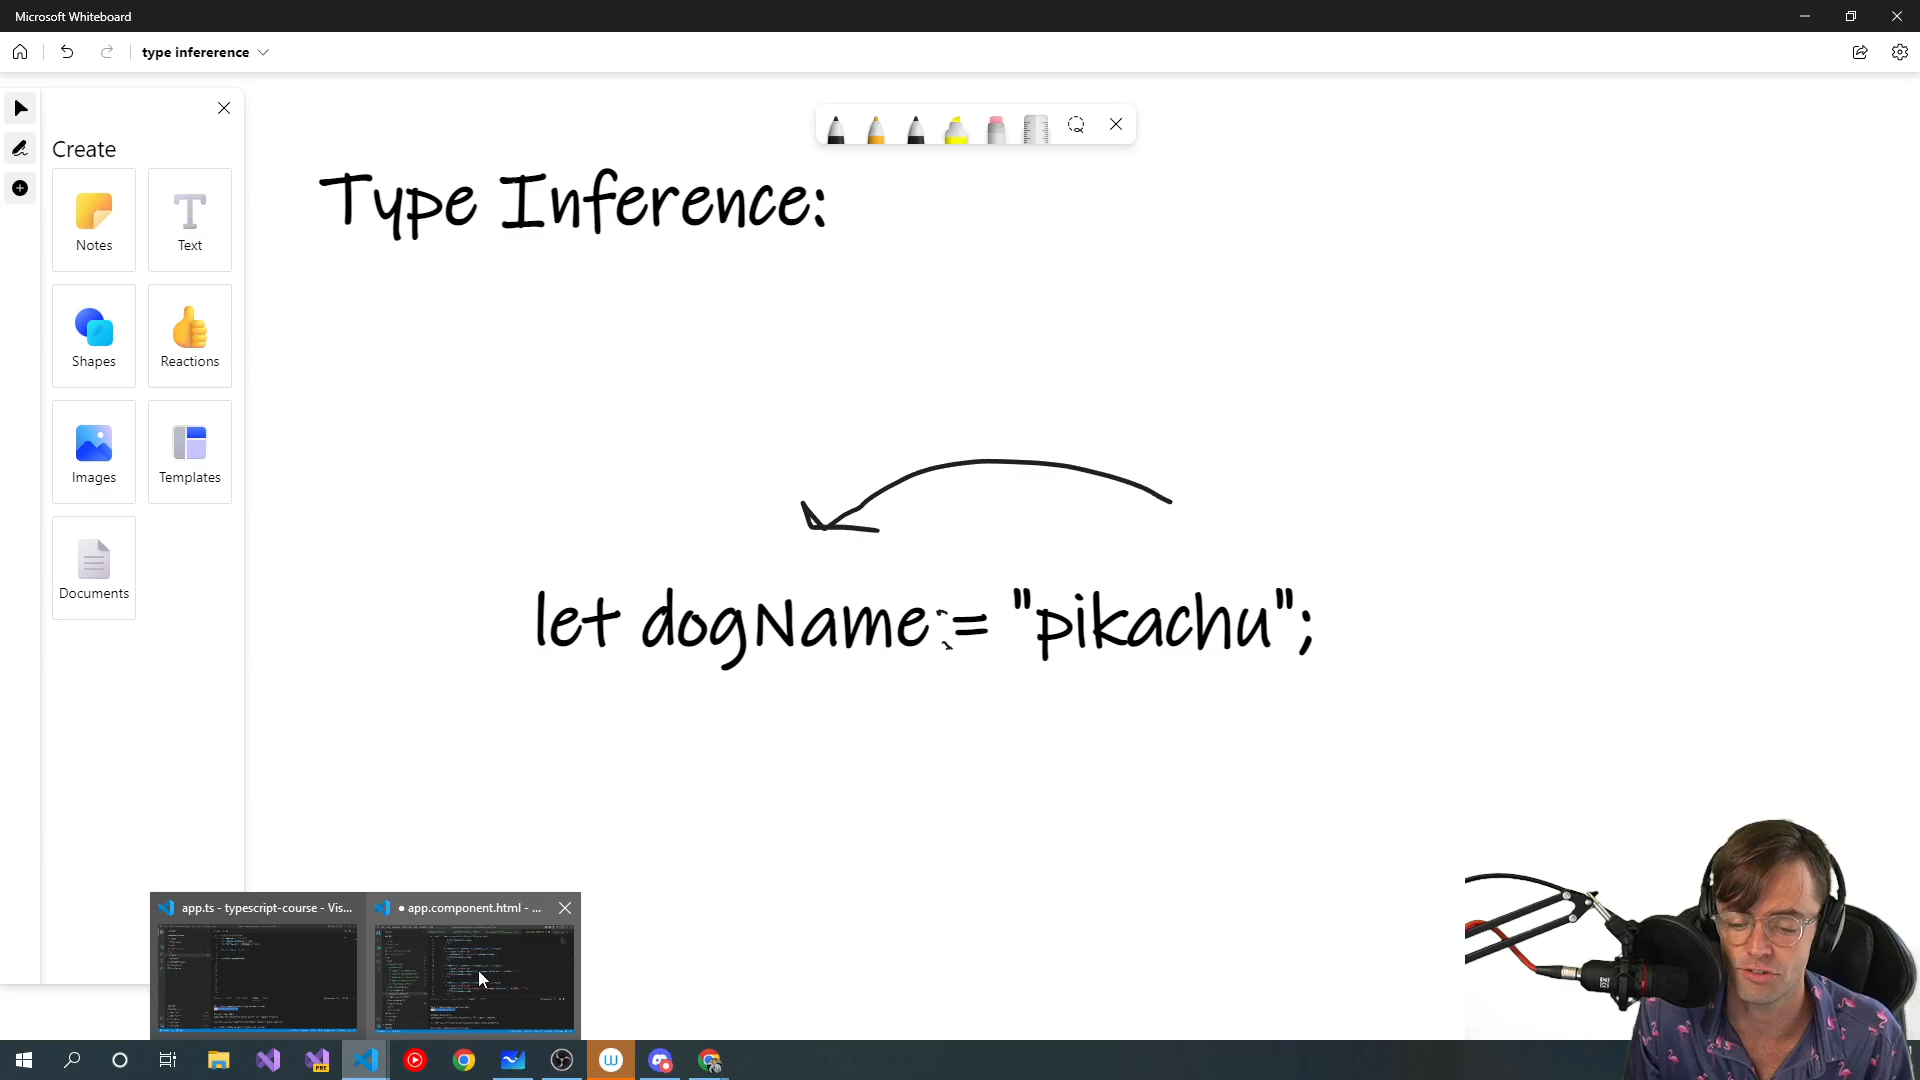 Microsoft Whiteboard
type infererence
Create
Notes
Text
Type Inference:
Shapes
Reactions
Images
Templates
Documents
let dogName:= "pikachu";
app.ts - typescript-course - Vis...
● app.component.html - ...
PRE
W